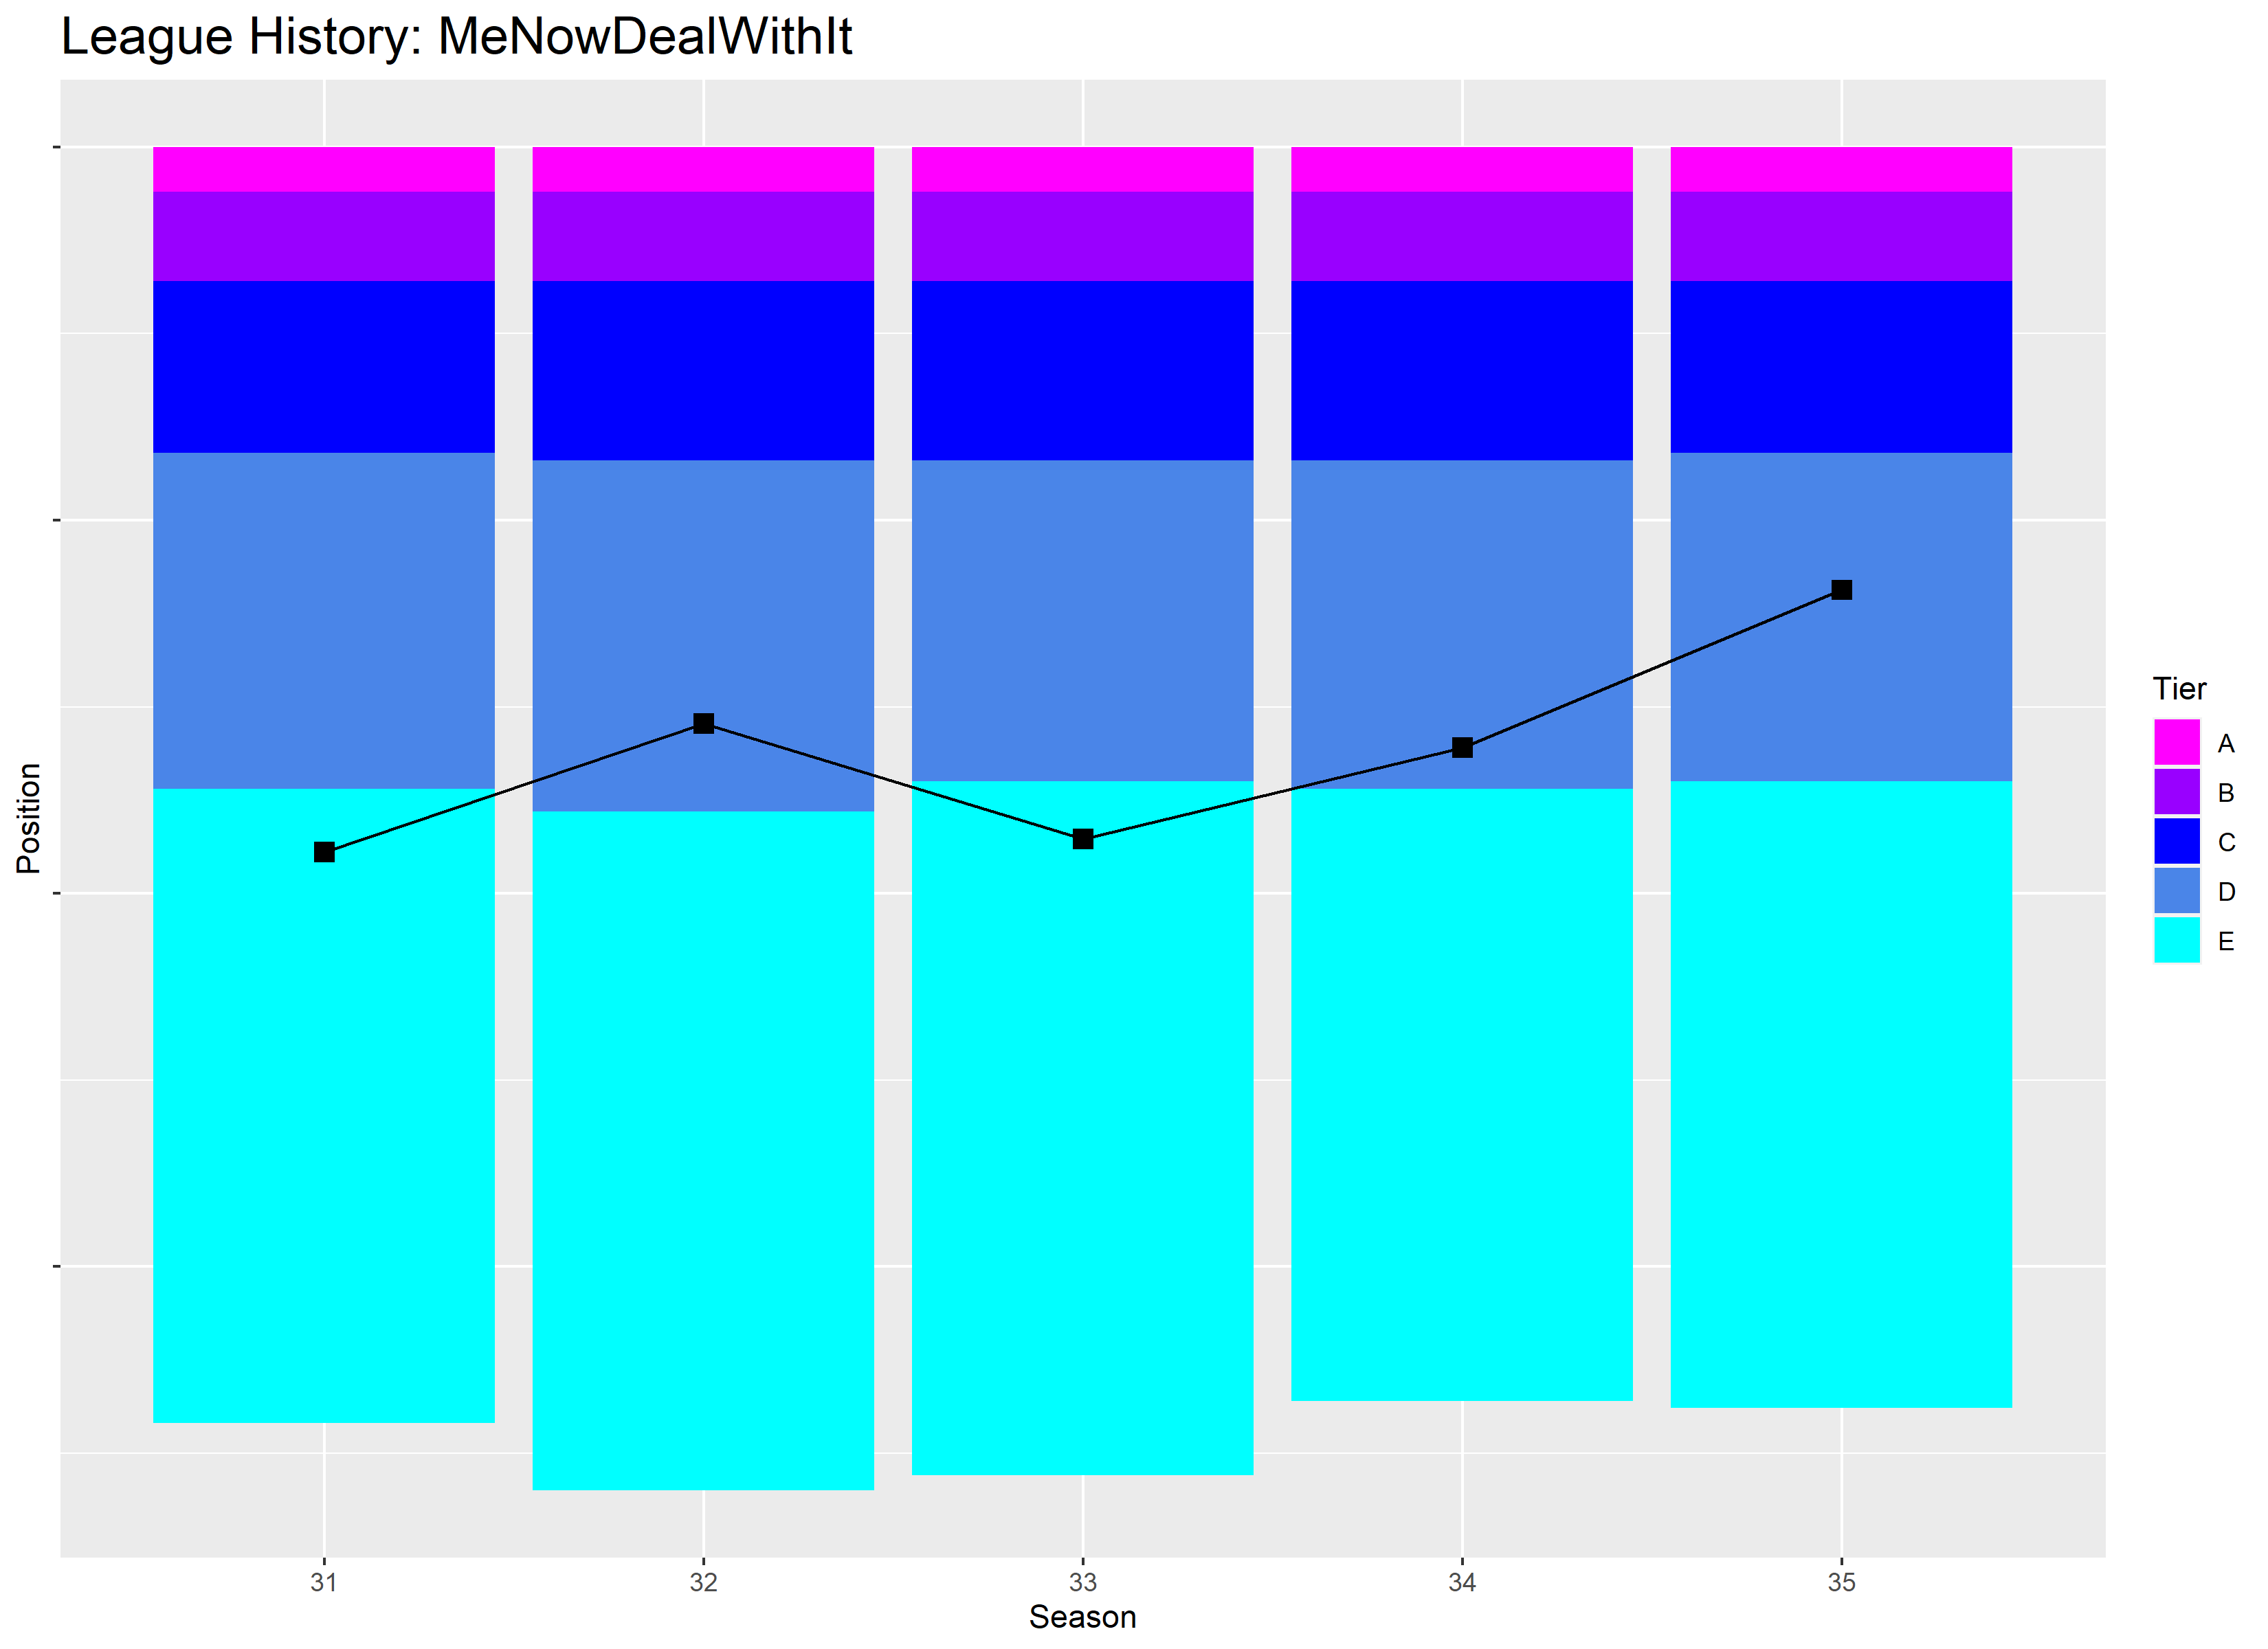 League History: MeNowDealWithIt
Position
Tier
A
B
C
D
E
31 32 33 34 35
Season